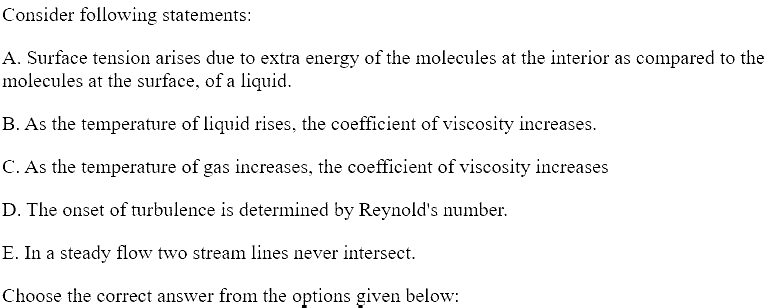 Consider following statements:
A. Surface tension arises due to extra energy of the molecules at the interior as compared to the
molecules at the surface, of a liquid.
B. As the temperature of liquid rises, the coefficient of viscosity increases.
C. As the temperature of gas increases, the coefficient of viscosity increases
D. The onset of turbulence is determined by Reynold's number.
E. In a steady flow two stream lines never intersect.
Choose the correct answer from the options given below: